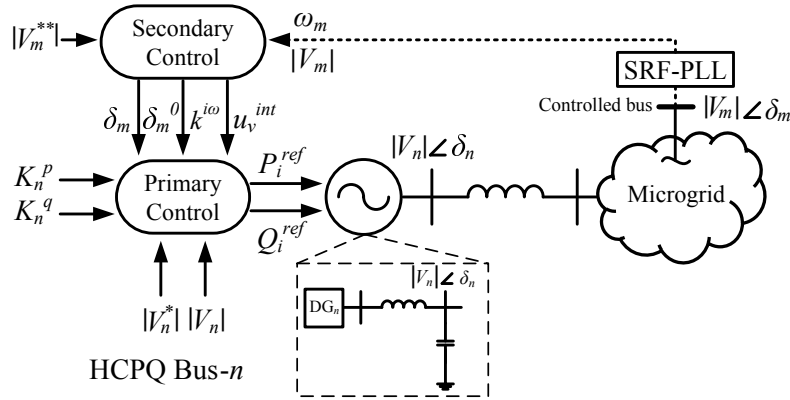 |V_m^{**}|
Secondary
Control
ω_m
|V_m|
SRF-PLL
Controlled bus
|V_m|∠δ_m
δ_m δ_m^0 k^{iω} u_v^{int}
K_n^p
K_n^q
Primary
Control
P_i^{ref}
Q_i^{ref}
|V_n|∠δ_n
Microgrid
|V_n^*| |V_n|
HCPQ Bus-n
|V_n|∠ δ_n
DG_n